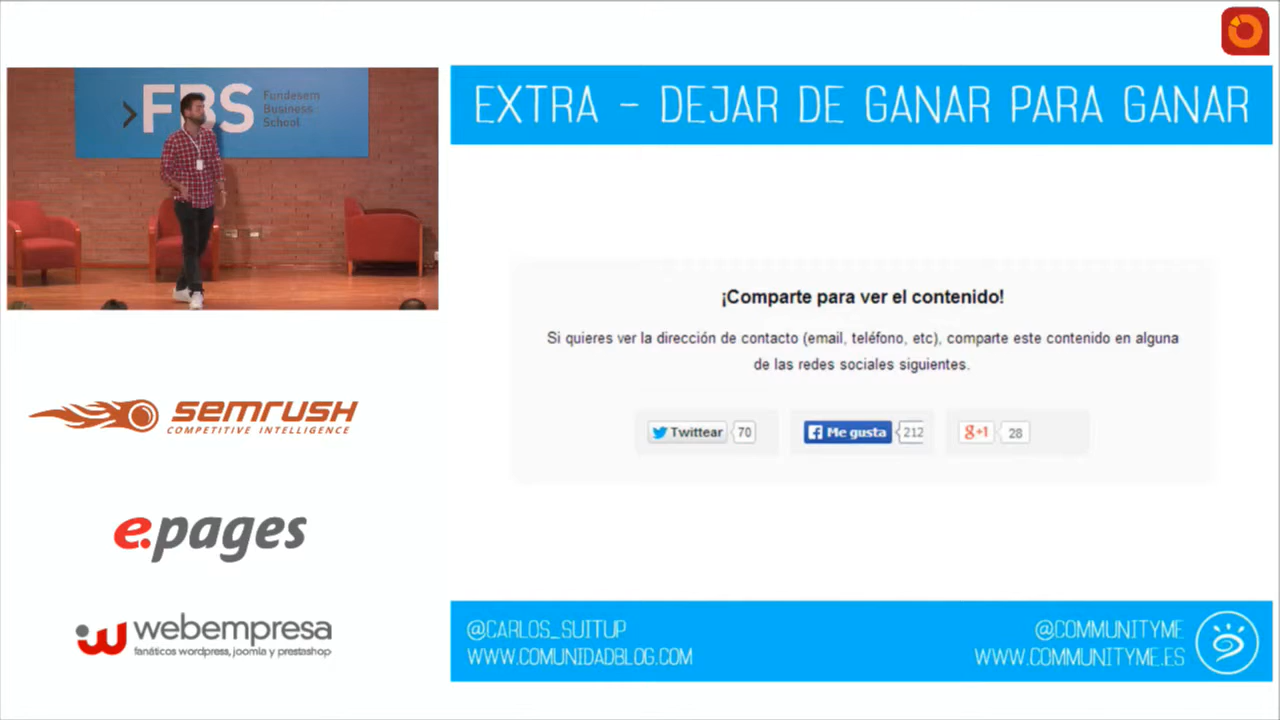 FBS
Fundesem
Business
School
EXTRA – DEJAR DE GANAR PARA GANAR
¡Comparte para ver el contenido!
Si quieres ver la dirección de contacto (email, teléfono, etc), comparte este contenido en alguna
de las redes sociales siguientes.
Twittear 70
Me gusta 212
g+1 28
semrush
COMPETITIVE INTELLIGENCE
e.pages
webempresa
fanáticos wordpress, joomla y prestashop
@CARLOS_SUITUP
WWW.COMUNIDADBLOG.COM
@COMMUNITYME
WWW.COMMUNITYME.ES